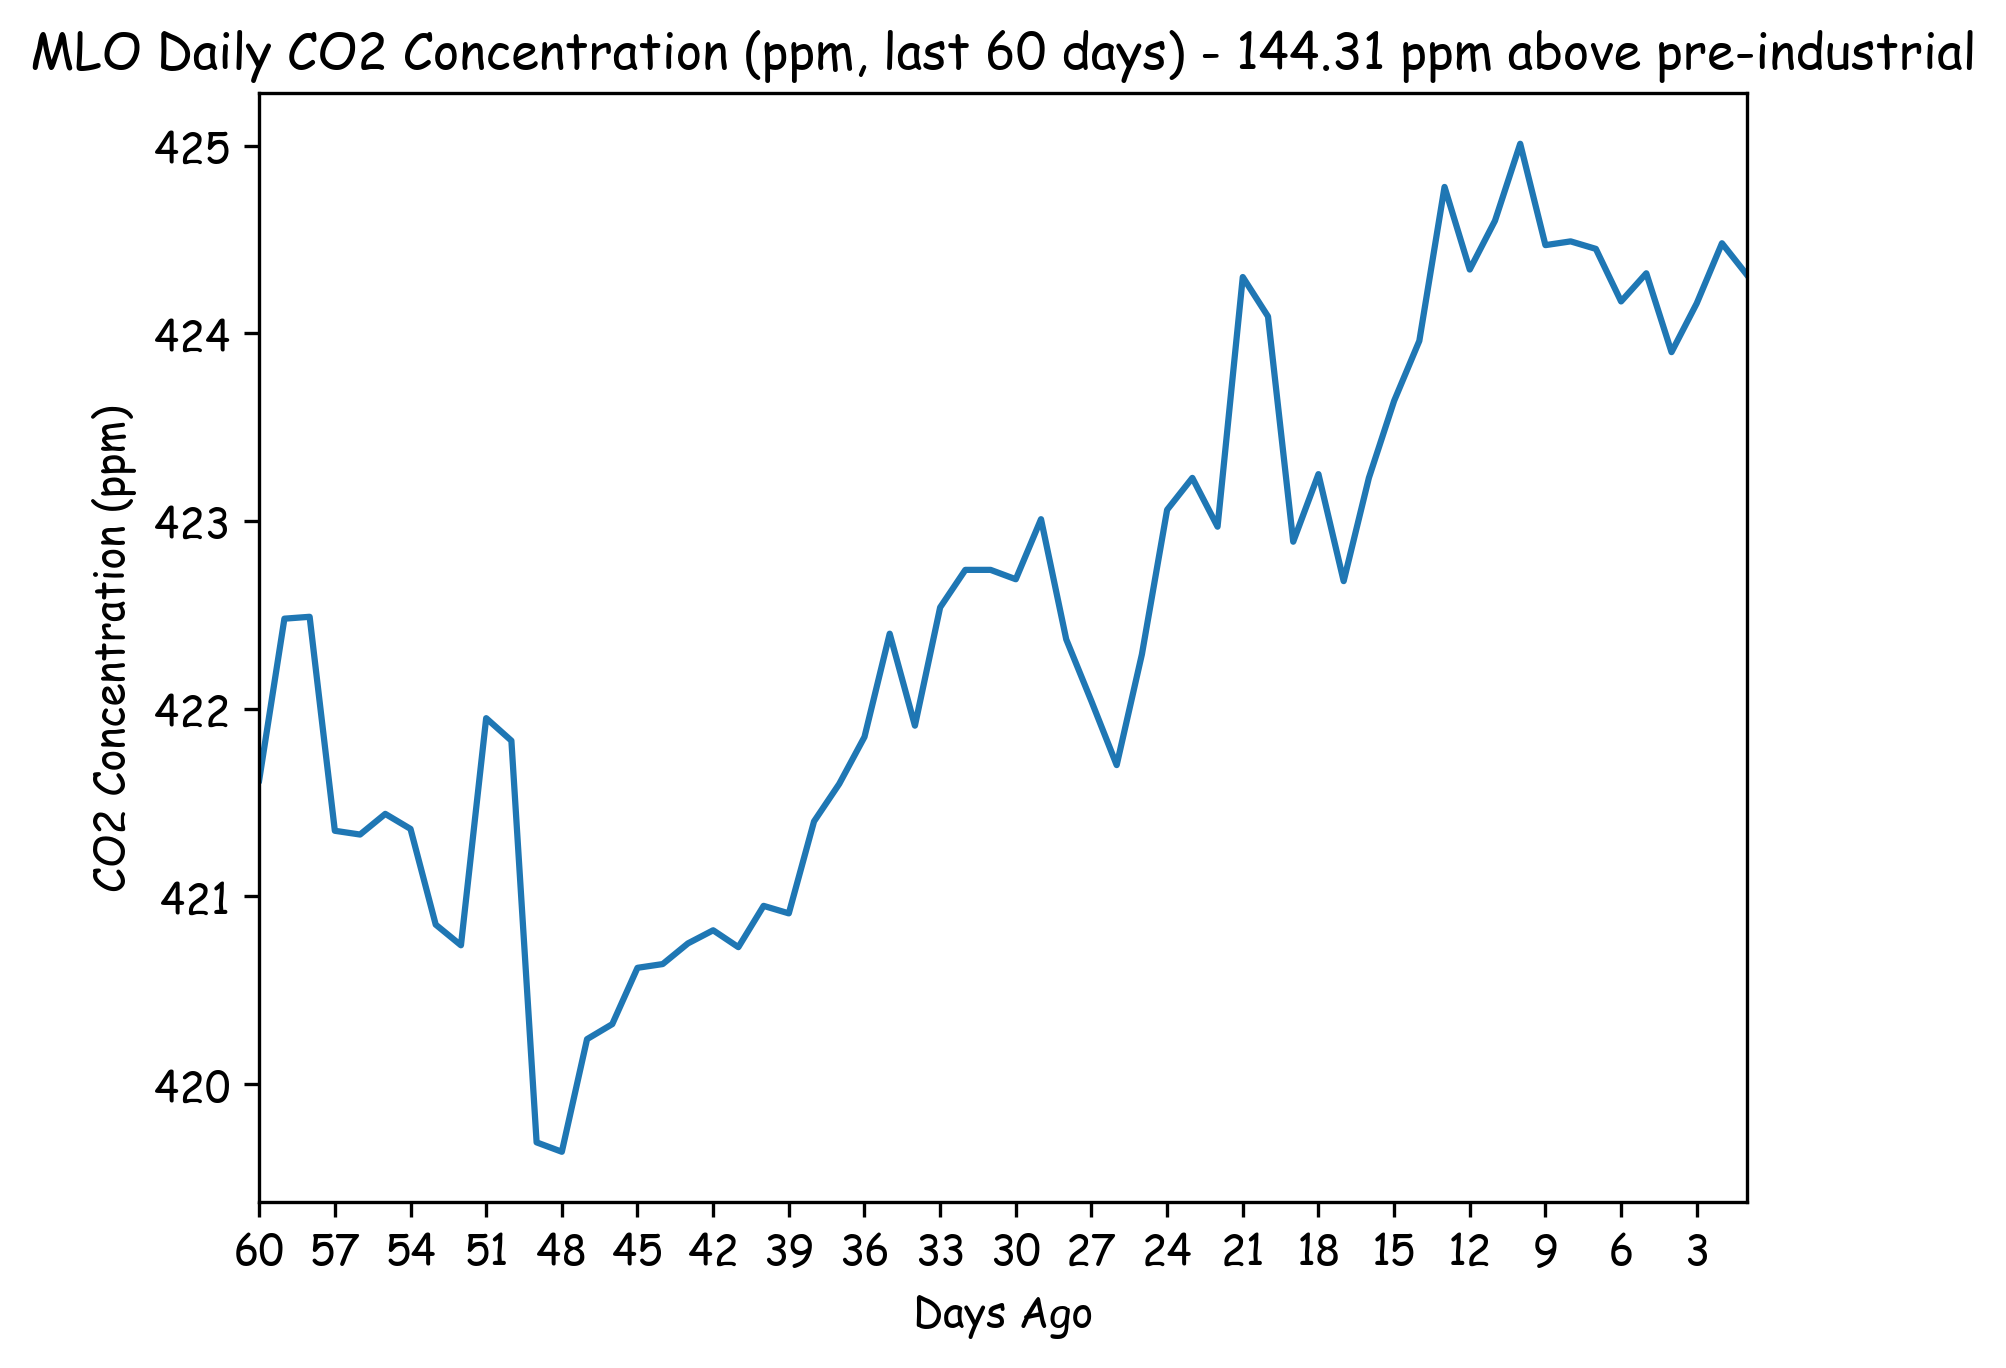 MLO Daily CO2 Concentration (ppm, last 60 days) - 144.31 ppm above pre-industrial
425
424
423
422
421
420
CO2 Concentration (ppm)
60 57 54 51 48 45 42 39 36 33 30 27 24 21 18 15 12 9 6 3
Days Ago